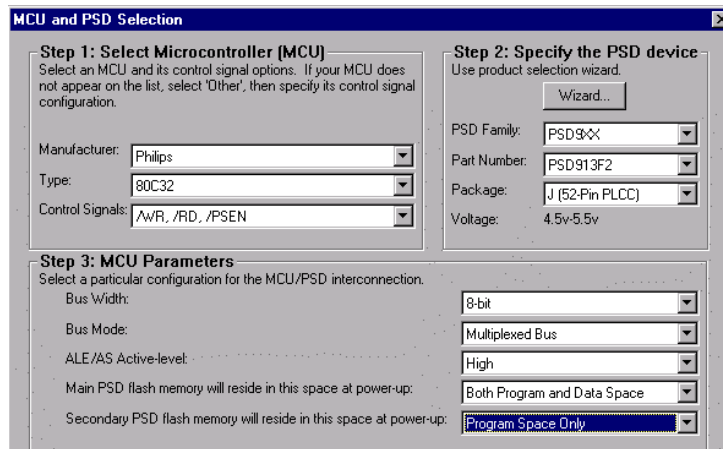 MCU and PSD Selection
Step 1: Select Microcontroller (MCU)
Select an MCU and its control signal options. If your MCU does
not appear on the list, select 'Other', then specify its control signal
configuration.
Manufacturer: Philips
Type: 80C32
Control Signals: /WR, /RD, /PSEN
Step 2: Specify the PSD device
Use product selection wizard.
Wizard...
PSD Family: PSD9XX
Part Number: PSD913F2
Package: J (52-Pin PLCC)
Voltage: 4.5v-5.5v
Step 3: MCU Parameters
Select a particular configuration for the MCU/PSD interconnection.
Bus Width: 8-bit
Bus Mode: Multiplexed Bus
ALE/AS Active-level: High
Main PSD flash memory will reside in this space at power-up: Both Program and Data Space
Secondary PSD flash memory will reside in this space at power-up: Program Space Only